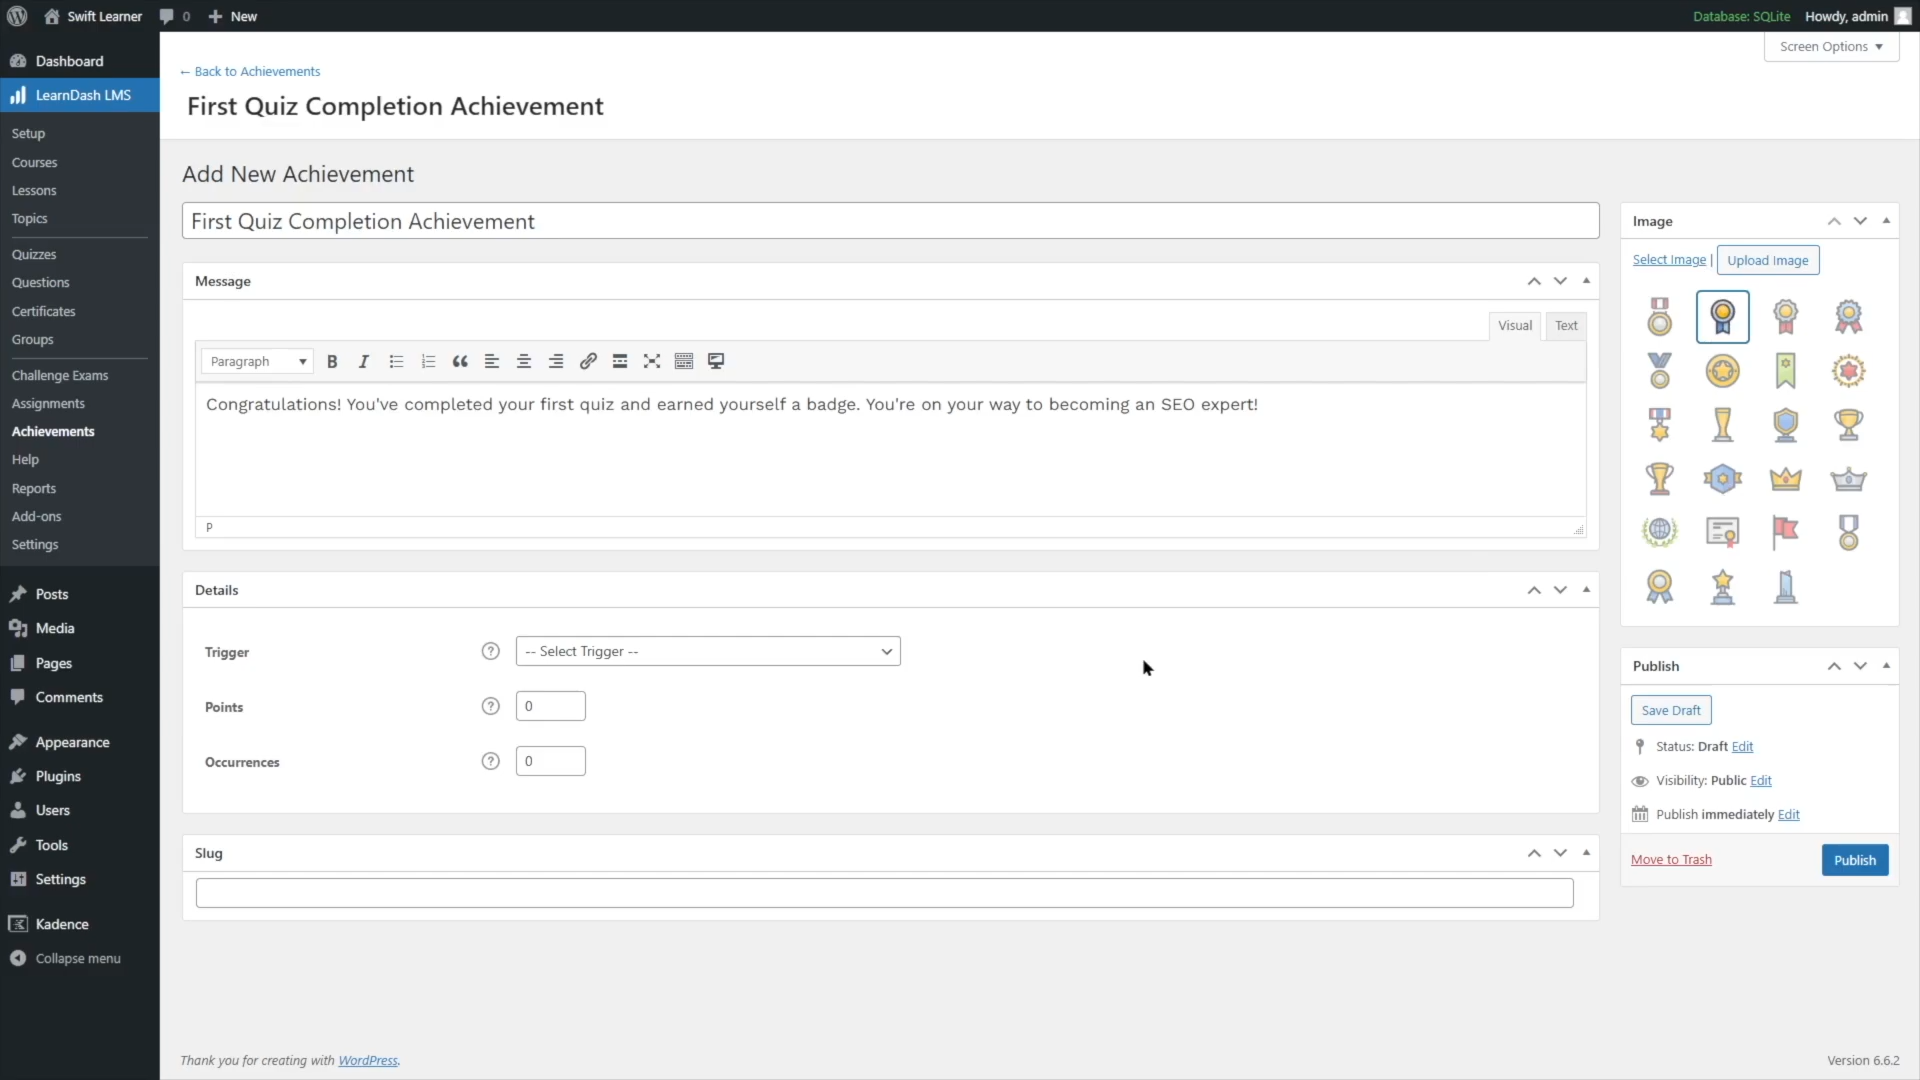 Swift Learner
0
New
Database: SQLite
Howdy, admin
Screen Options ▼
Dashboard
LearnDash LMS
Setup
Courses
Lessons
Topics
Quizzes
Questions
Certificates
Groups
Challenge Exams
Assignments
Achievements
Help
Reports
Add-ons
Settings
Posts
Media
Pages
Comments
Appearance
Plugins
Users
Tools
Settings
Kadence
Collapse menu
← Back to Achievements
First Quiz Completion Achievement
Add New Achievement
First Quiz Completion Achievement
Message
Visual
Text
Paragraph
Congratulations! You've completed your first quiz and earned yourself a badge. You're on your way to becoming an SEO expert!
P
Details
Trigger
? -- Select Trigger --
Points
? 0
Occurrences
? 0
Slug
Image
Select Image | Upload Image
Publish
Save Draft
Status: Draft Edit
Visibility: Public Edit
Publish immediately Edit
Move to Trash
Publish
Thank you for creating with WordPress.
Version 6.6.2